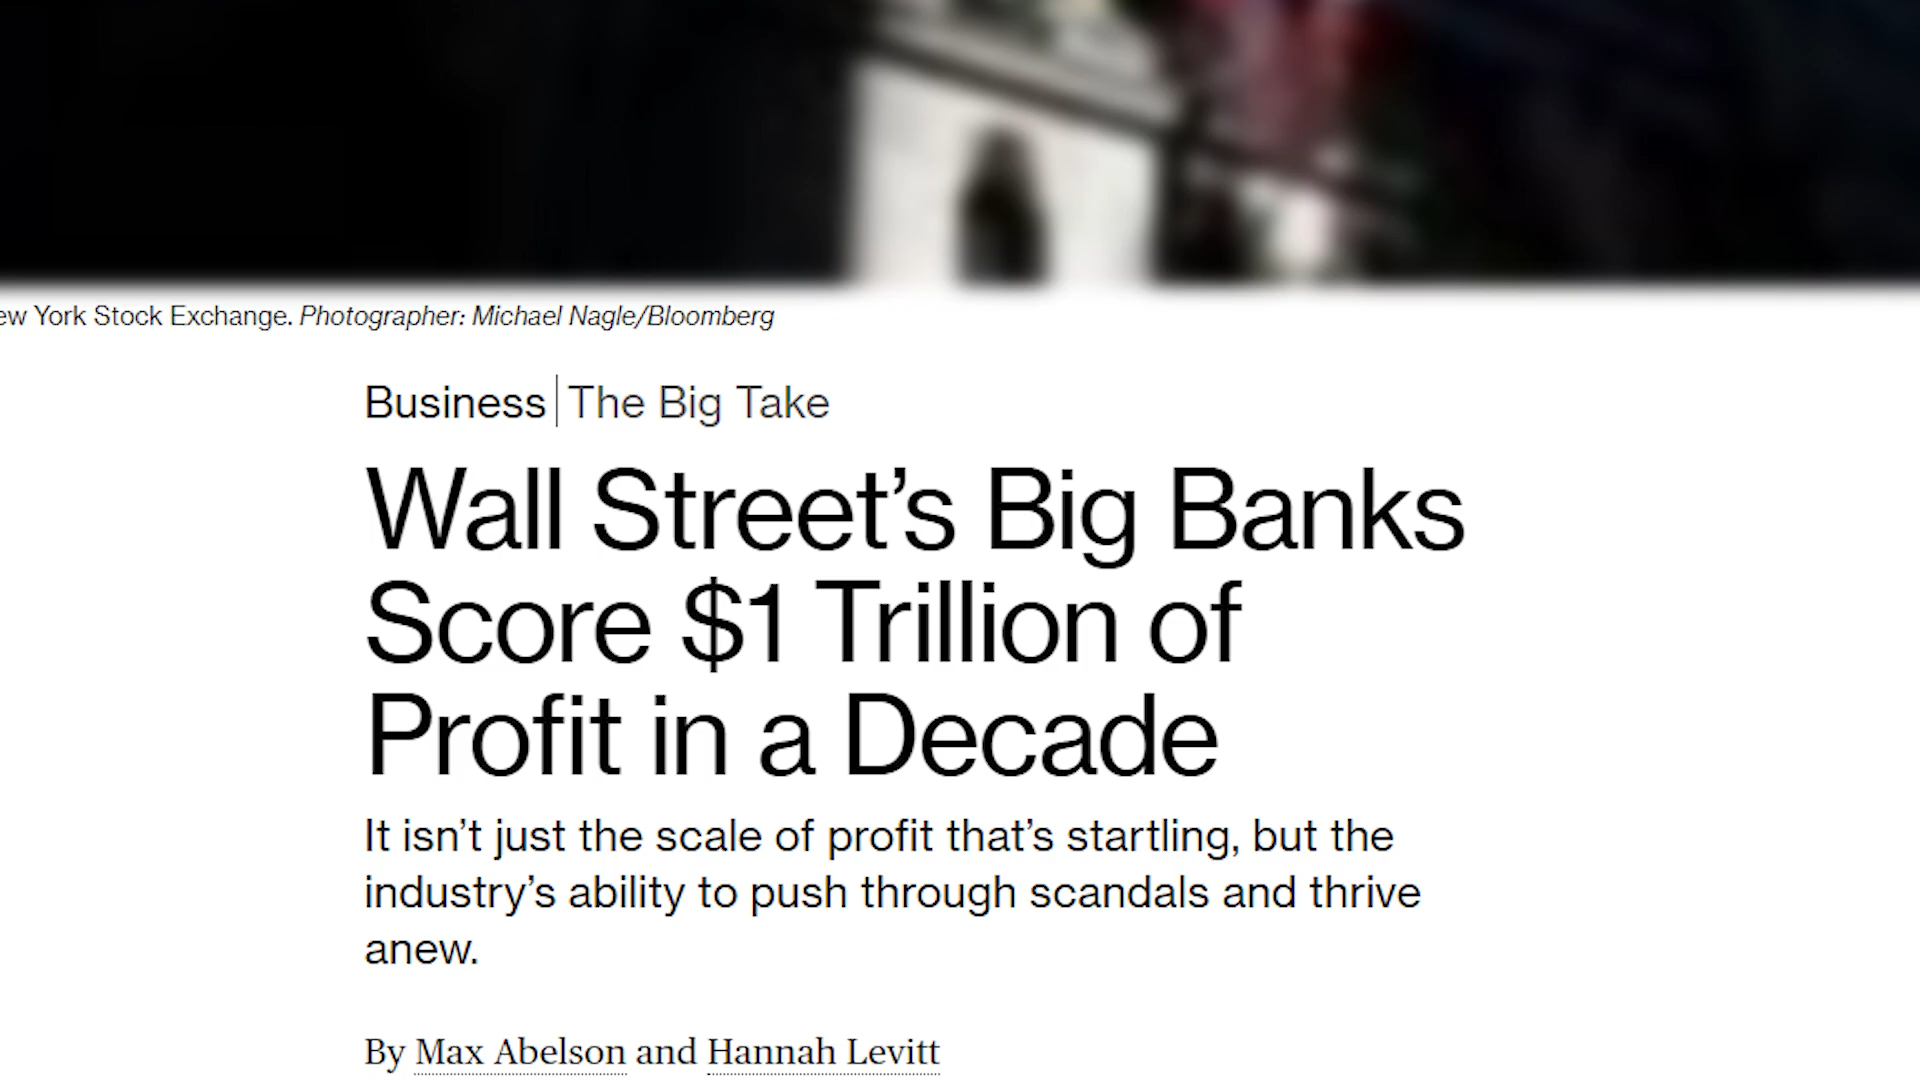 York Stock Exchange. Photographer: Michael Nagle/Bloomberg
Business | The Big Take
Wall Street’s Big Banks
Score $1 Trillion of
Profit in a Decade
It isn’t just the scale of profit that’s startling, but the
industry’s ability to push through scandals and thrive
anew.
By Max Abelson and Hannah Levitt